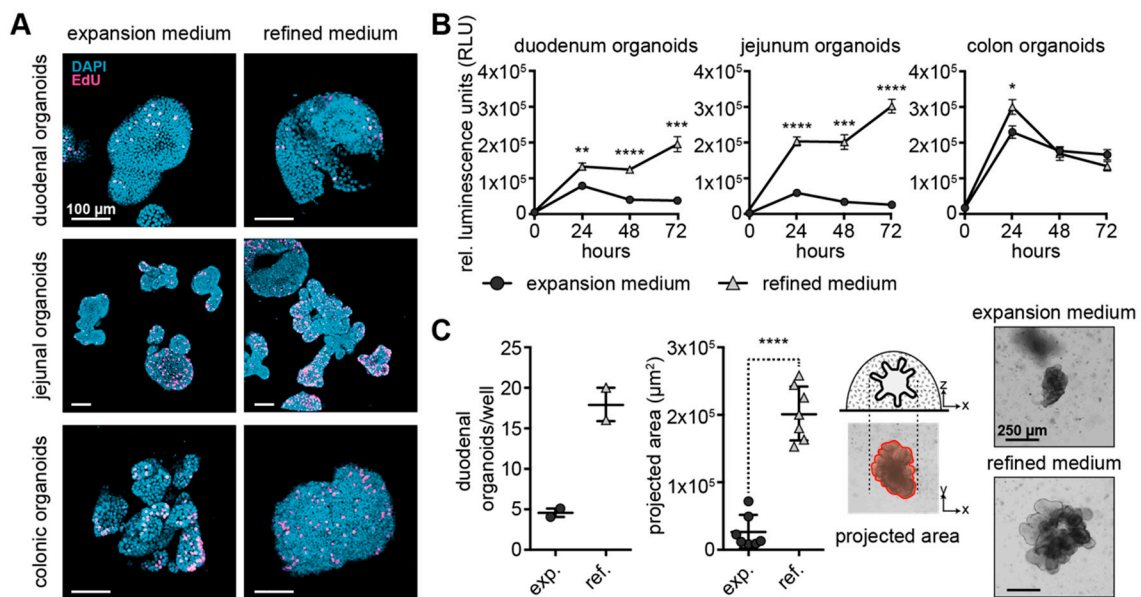 A
expansion medium
refined medium
duodenal organoids
DAPI
EdU
100 µm
jejunal organoids
colonic organoids
B
rel. luminescence units (RLU)
duodenum organoids
4x10⁵
3x10⁵
2x10⁵
1x10⁵
0
**
****
***
0
24
48
72
hours
jejunum organoids
4x10⁵
3x10⁵
2x10⁵
1x10⁵
0
****
***
****
0
24
48
72
hours
colon organoids
4x10⁵
3x10⁵
2x10⁵
1x10⁵
0
*
0
24
48
72
hours
expansion medium
refined medium
C
duodenal
organoids/well
25
20
15
10
5
0
exp.
ref.
projected area (µm²)
3x10⁵
2x10⁵
1x10⁵
0
****
exp.
ref.
z
x
y
x
projected area
expansion medium
250 µm
refined medium